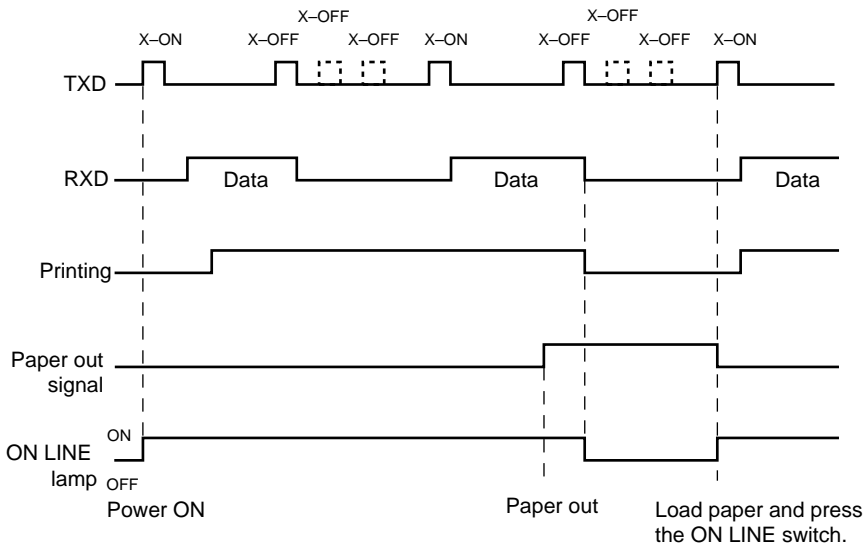 X–OFF X–OFF
X–ON X–OFF X–OFF X–ON X–OFF X–OFF X–ON
TXD
RXD Data Data Data
Printing
Paper out
signal
ON
ON LINE
lamp OFF
Power ON Paper out Load paper and press
the ON LINE switch.